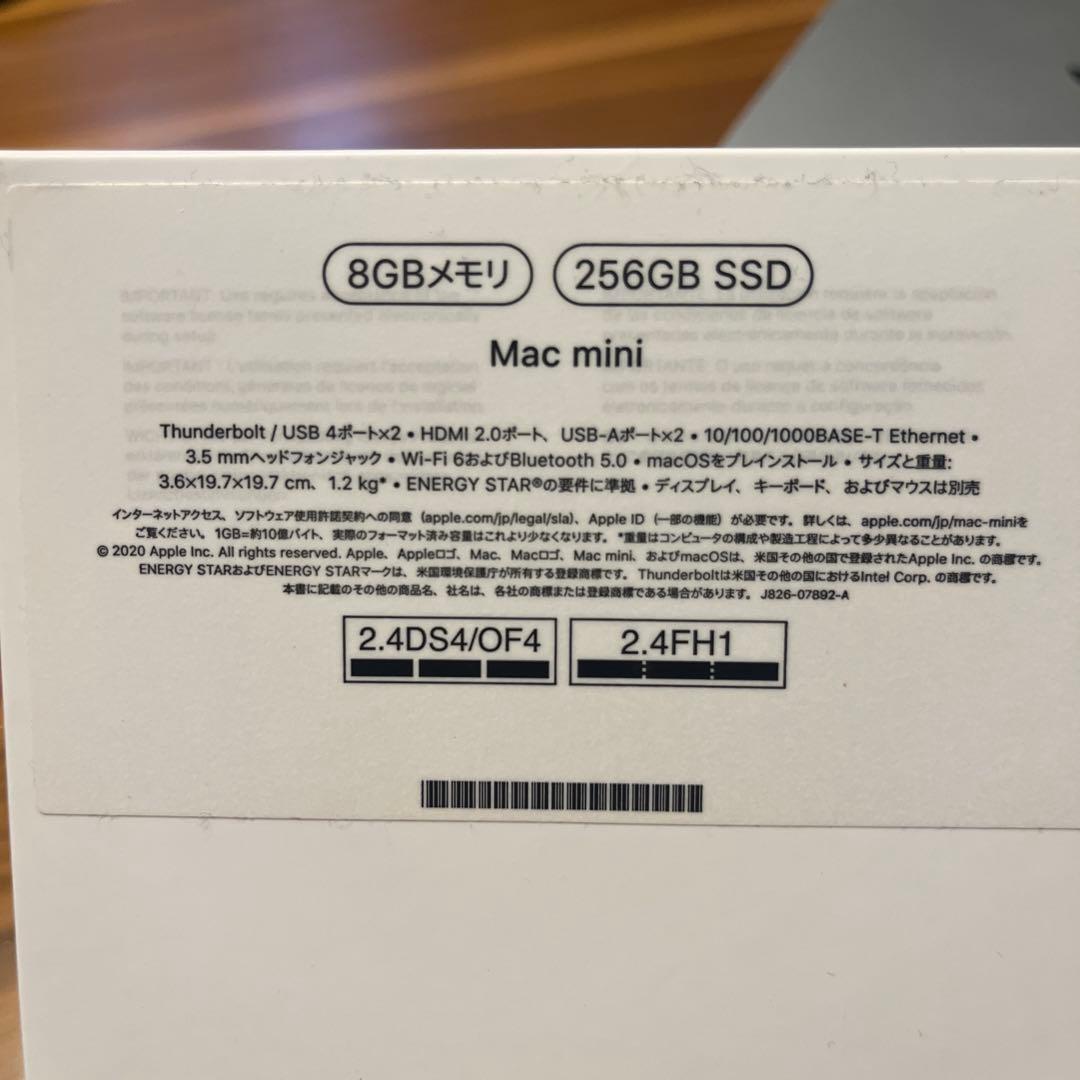 8GBメモリ 256GB SSD
Mac mini
Thunderbolt / USB 4ポート×2 • HDMI 2.0ポート、USB-Aポート×2 • 10/100/1000BASE-T Ethernet •
3.5 mmヘッドフォンジャック • Wi-Fi 6およびBluetooth 5.0 • macOSをプレインストール • サイズと重量:
3.6×19.7×19.7 cm、1.2 kg* • ENERGY STAR®の要件に準拠 • ディスプレイ、キーボード、およびマウスは別売
インターネットアクセス、ソフトウェア使用許諾契約への同意（apple.com/jp/legal/sla）、Apple ID（一部の機能）が必要です。詳しくは、apple.com/jp/mac-miniを
ご覧ください。1GB=約10億バイト、実際のフォーマット済み容量はこれより少なくなります。*重量はコンピュータの構成や製造工程によって多少異なることがあります。
© 2020 Apple Inc. All rights reserved. Apple、Appleロゴ、Mac、Macロゴ、Mac mini、およびmacOSは、米国その他の国で登録されたApple Inc. の商標です。
ENERGY STARおよびENERGY STARマークは、米国環境保護庁が所有する登録商標です。Thunderboltは米国その他の国におけるIntel Corp. の商標です。
本書に記載のその他の商品名、社名は、各社の商標または登録商標である場合があります。J826-07892-A
2.4DS4/OF4 2.4FH1